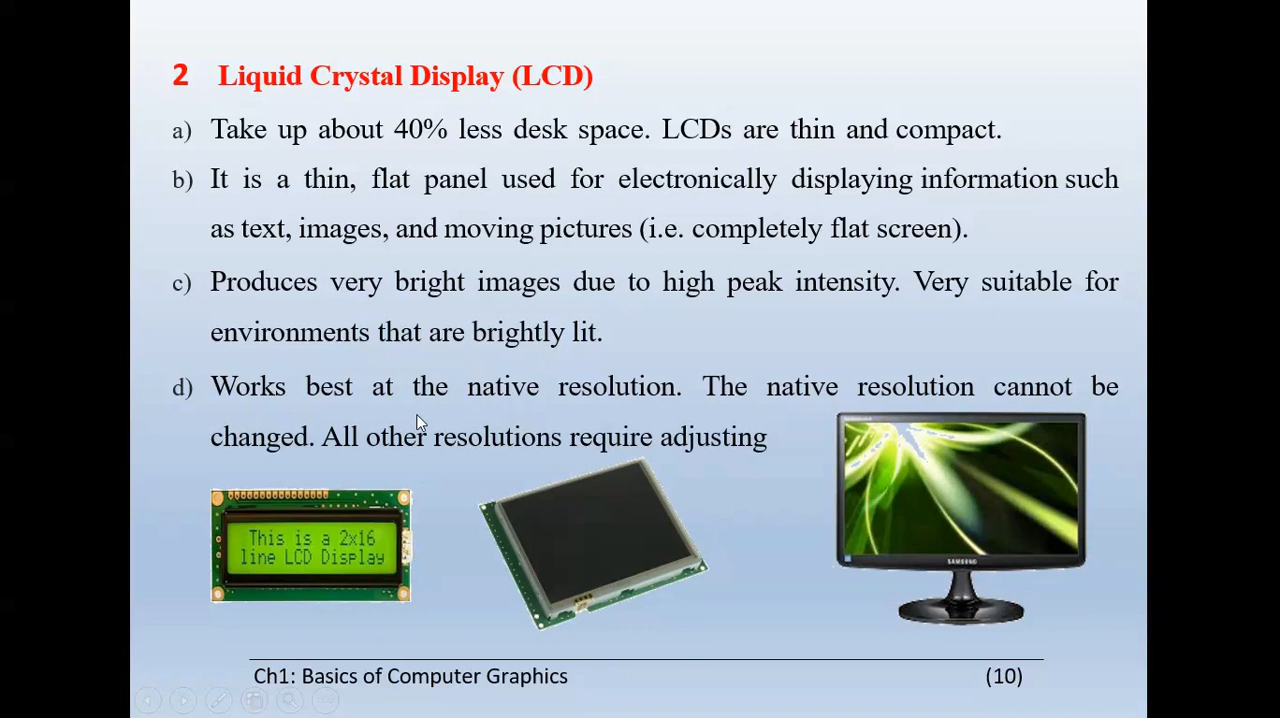 2 Liquid Crystal Display (LCD)
a) Take up about 40% less desk space. LCDs are thin and compact.
b) It is a thin, flat panel used for electronically displaying information such
as text, images, and moving pictures (i.e. completely flat screen).
c) Produces very bright images due to high peak intensity. Very suitable for
environments that are brightly lit.
d) Works best at the native resolution. The native resolution cannot be
changed. All other resolutions require adjusting
This is a 2x16
line LCD Display
SAMSUNG
Ch1: Basics of Computer Graphics (10)